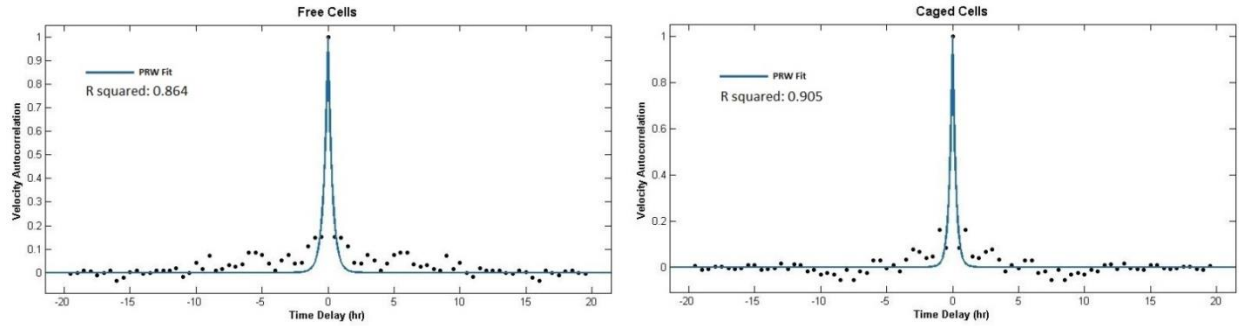 Free Cells
1
0.9
0.8
0.7
0.6
0.5
0.4
0.3
0.2
0.1
0
Velocity Autocorrelation
PRW Fit
R squared: 0.864
-20 -15 -10 -5 0 5 10 15 20
Time Delay (hr)
Caged Cells
1
0.8
0.6
0.4
0.2
0
Velocity Autocorrelation
PRW Fit
R squared: 0.905
-20 -15 -10 -5 0 5 10 15 20
Time Delay (hr)